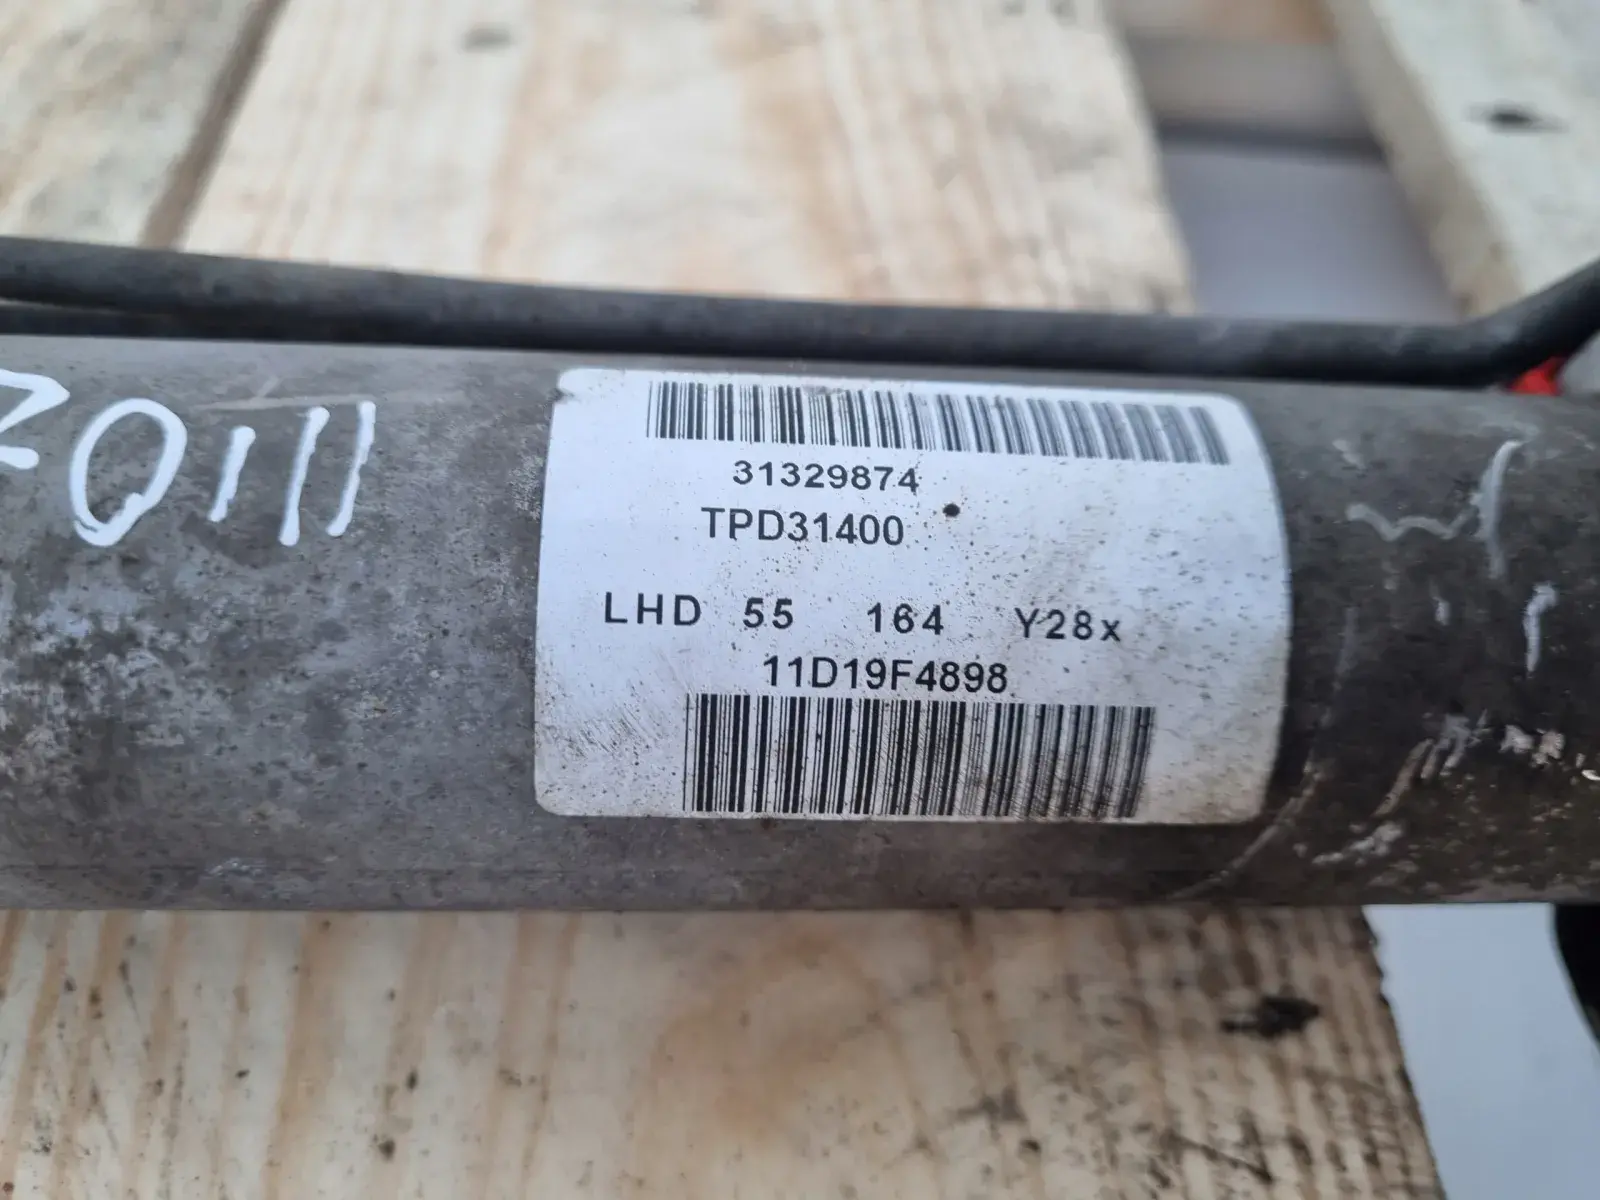 31329874
TPD31400
LHD 55 164 Y28x
11D19F4898